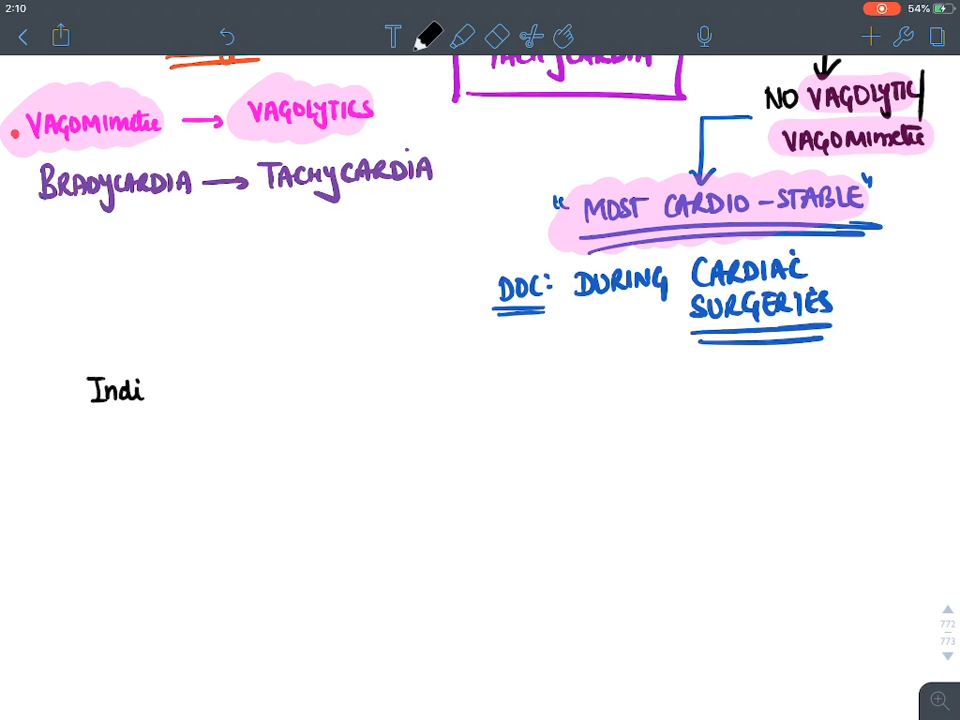 2:10
54%
T
TACHYCARDIA
NO VAGOLYTIC
VAGOMimetic
VAGOMimetic → VAGOLYTICS
BRADYCARDIA → TACHYCARDIA
"MOST CARDIO-STABLE"
DOC: DURING CARDIAC
SURGERIES
Indi
772
773